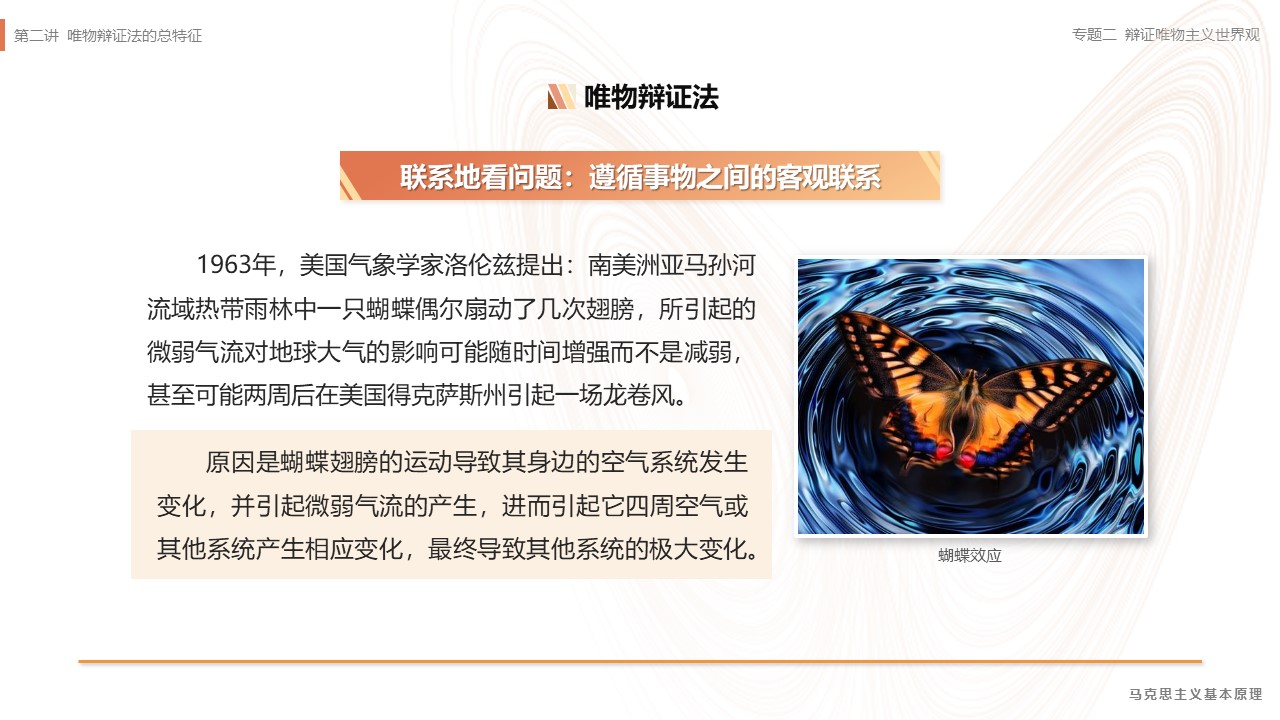 第二讲 唯物辩证法的总特征
专题二 辩证唯物主义世界观
唯物辩证法
联系地看问题：遵循事物之间的客观联系
1963年，美国气象学家洛伦兹提出：南美洲亚马孙河
流域热带雨林中一只蝴蝶偶尔扇动了几次翅膀，所引起的
微弱气流对地球大气的影响可能随时间增强而不是减弱，
甚至可能两周后在美国得克萨斯州引起一场龙卷风。
原因是蝴蝶翅膀的运动导致其身边的空气系统发生
变化，并引起微弱气流的产生，进而引起它四周空气或
其他系统产生相应变化，最终导致其他系统的极大变化。
蝴蝶效应
马克思主义基本原理